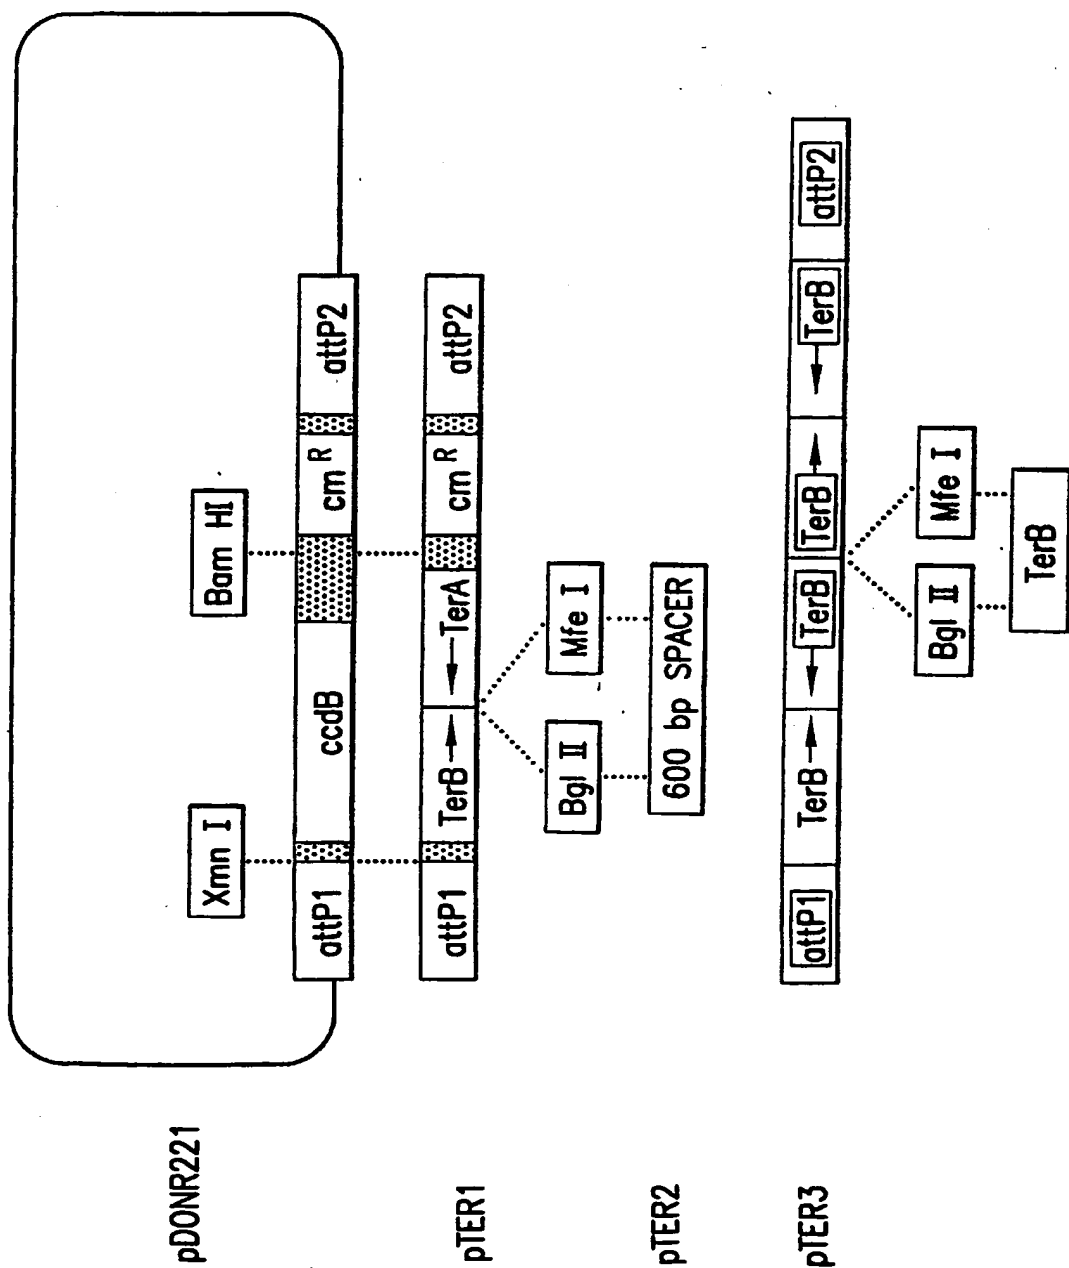 pDONR221
Xmn I
Bam HI
attP1
ccdB
cm^R
attP2
pTER1
attP1
TerB
TerA
cm^R
attP2
Bgl II
Mfe I
pTER2
600 bp SPACER
pTER3
attP1
TerB
TerB
TerB
TerB
attP2
Bgl II
Mfe I
TerB